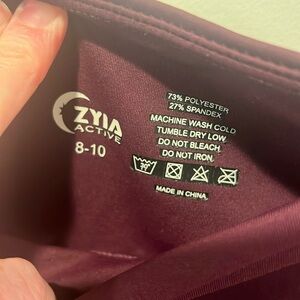 ZYIA
ACTIVE
8-10
73% POLYESTER
27% SPANDEX
MACHINE WASH COLD
TUMBLE DRY LOW.
DO NOT BLEACH.
DO NOT IRON.
MADE IN CHINA